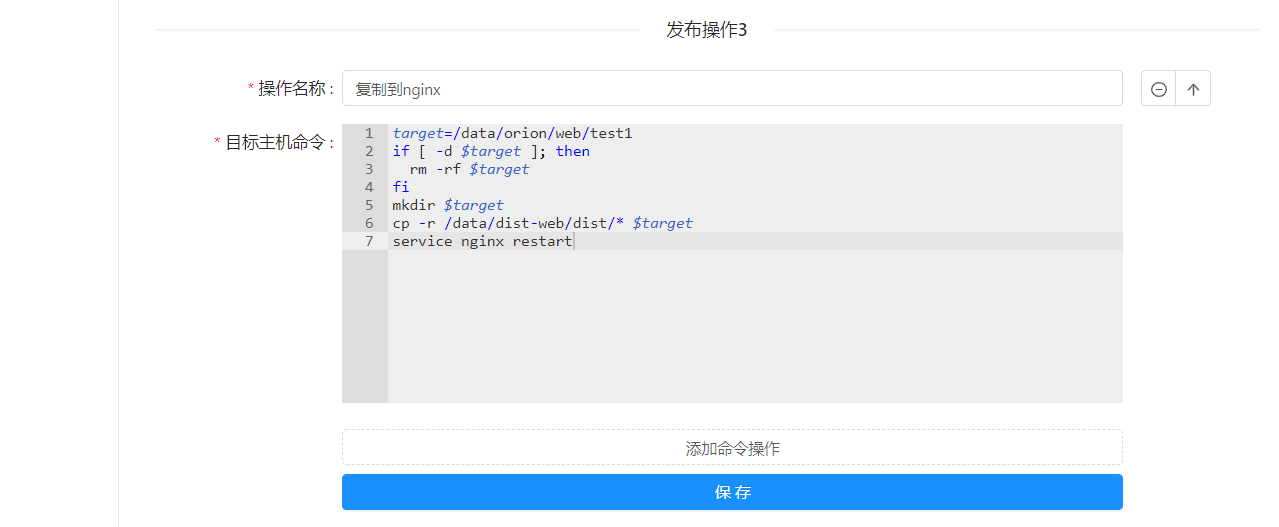 发布操作3
* 操作名称 :
复制到nginx
* 目标主机命令 :
1 target=/data/orion/web/test1
2 if [ -d $target ]; then
3   rm -rf $target
4 fi
5 mkdir $target
6 cp -r /data/dist-web/dist/* $target
7 service nginx restart
添加命令操作
保 存